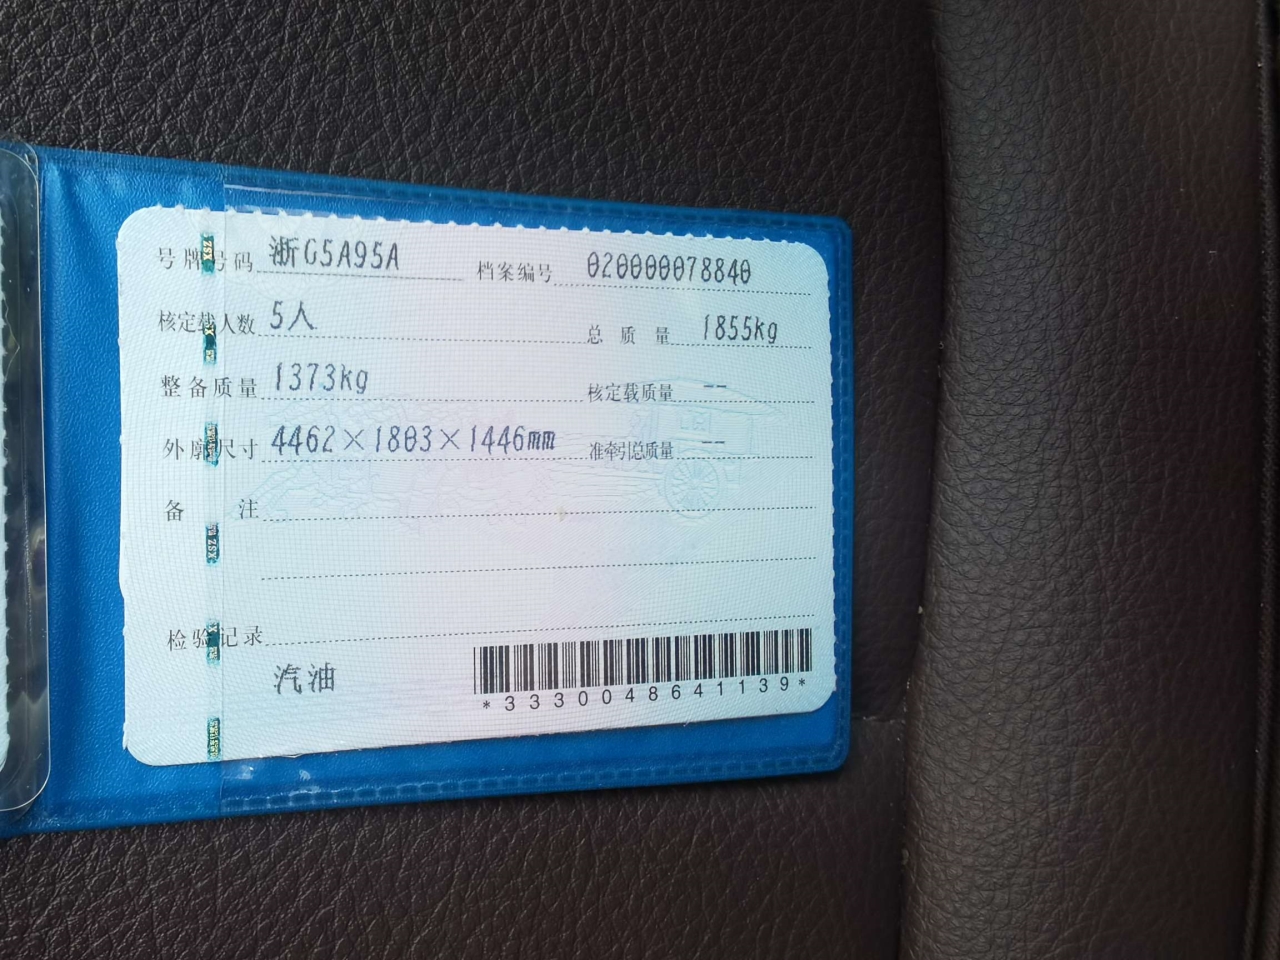 号牌号码 浙G5A95A 档案编号 020000078840
核定载人数 5人 总质量 1855kg
整备质量 1373kg 核定载质量 --
外廓尺寸 4462×1803×1446mm 准牵引总质量 --
备注
检验记录
汽油
*3330048641139*